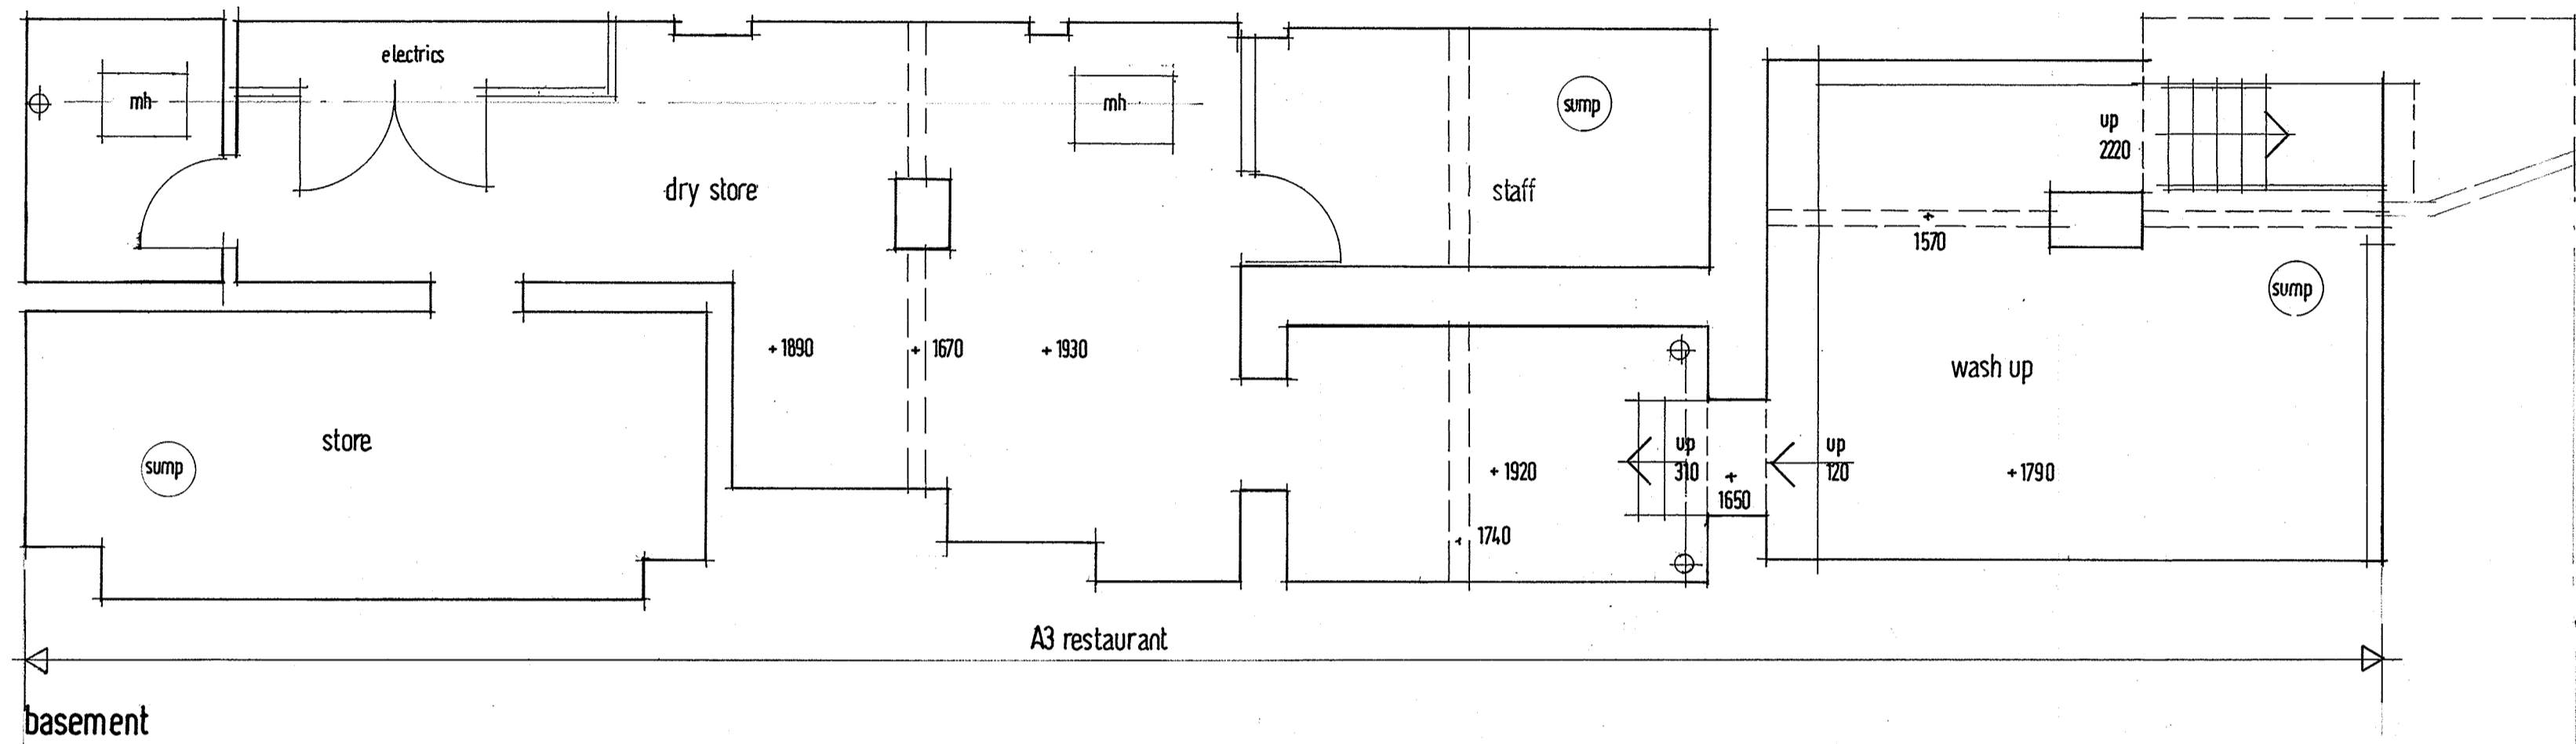 electrics
mh
mh
sump
up
2220
dry store
staff
1570
sump
+ 1890
+ 1670
+ 1930
wash up
store
sump
up
310
+ 1920
1650
up
120
+ 1790
1740
A3 restaurant
basement